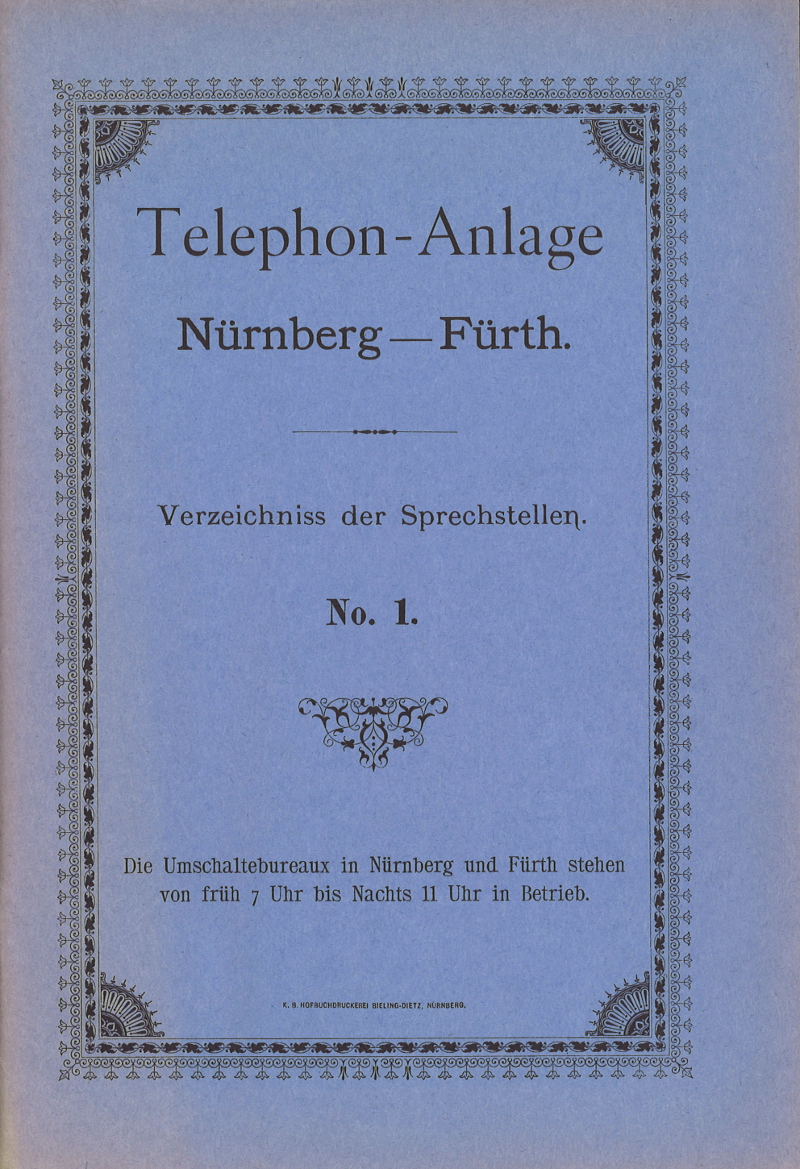 Telephon-Anlage
Nürnberg—Fürth.
Verzeichniss der Sprechstellen.
No. 1.
Die Umschaltebureaux in Nürnberg und Fürth stehen
von früh 7 Uhr bis Nachts 11 Uhr in Betrieb.
K. B. HOFBUCHDRUCKEREI BIELING-DIETZ, NÜRNBERG.